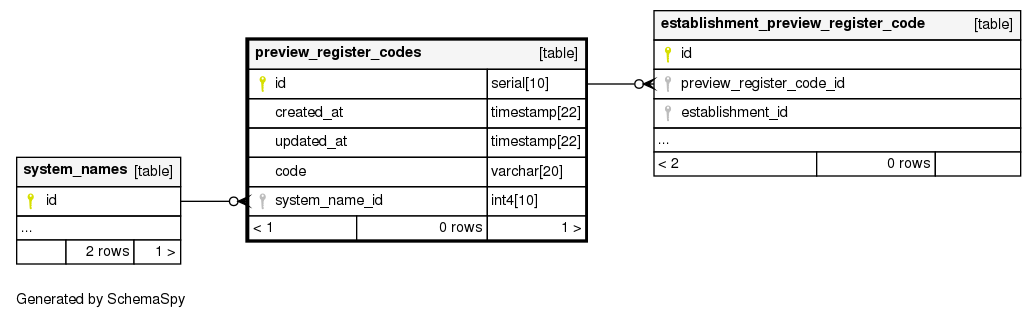 system_names [table]
id
...
2 rows 1 >
preview_register_codes [table]
id serial[10]
created_at timestamp[22]
updated_at timestamp[22]
code varchar[20]
system_name_id int4[10]
< 1 0 rows 1 >
establishment_preview_register_code [table]
id
preview_register_code_id
establishment_id
...
< 2 0 rows
Generated by SchemaSpy